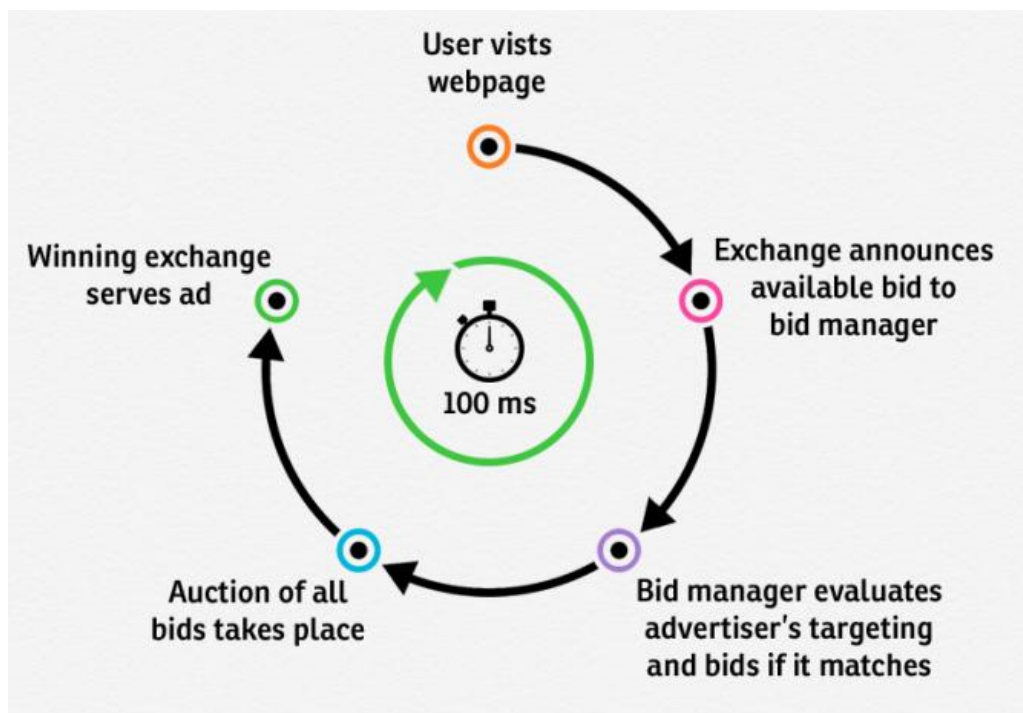 User vists
webpage
Exchange announces
available bid to
bid manager
Bid manager evaluates
advertiser's targeting
and bids if it matches
Auction of all
bids takes place
Winning exchange
serves ad
100 ms